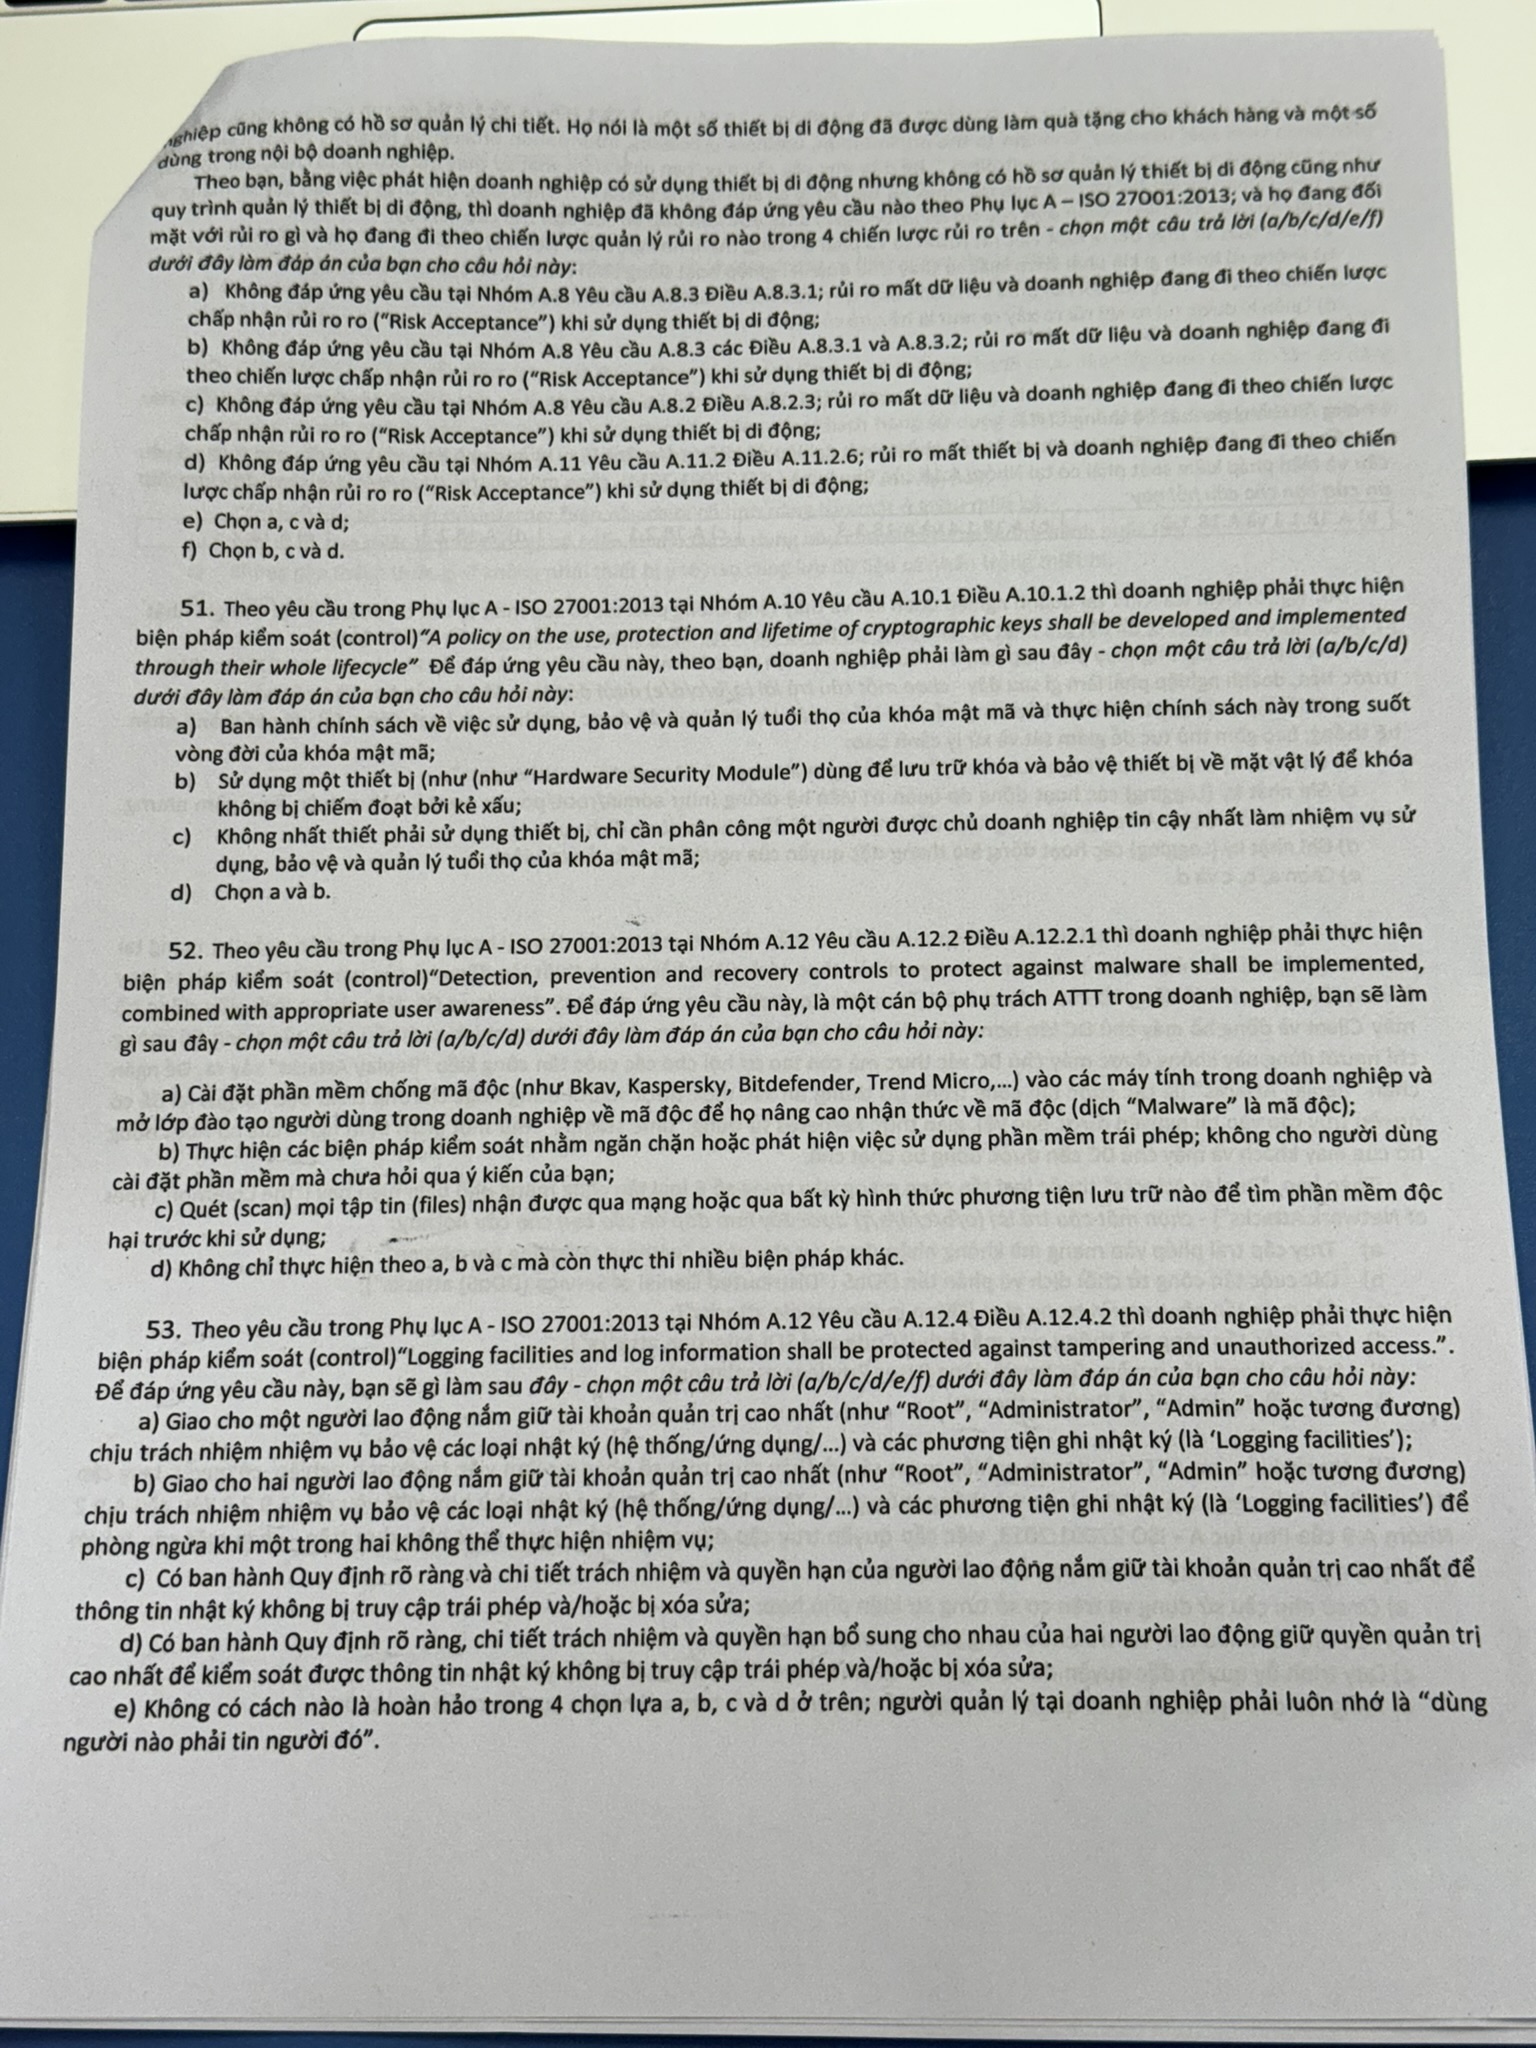 nghiệp cũng không có hồ sơ quản lý chi tiết. Họ nói là một số thiết bị di động đã được dùng làm quà tặng cho khách hàng và một số
dùng trong nội bộ doanh nghiệp.
Theo bạn, bằng việc phát hiện doanh nghiệp có sử dụng thiết bị di động nhưng không có hồ sơ quản lý thiết bị di động cũng như
quy trình quản lý thiết bị di động, thì doanh nghiệp đã không đáp ứng yêu cầu nào theo Phụ lục A – ISO 27001:2013; và họ đang đối
mặt với rủi ro gì và họ đang đi theo chiến lược quản lý rủi ro nào trong 4 chiến lược rủi ro trên - chọn một câu trả lời (a/b/c/d/e/f)
dưới đây làm đáp án của bạn cho câu hỏi này:
a) Không đáp ứng yêu cầu tại Nhóm A.8 Yêu cầu A.8.3 Điều A.8.3.1; rủi ro mất dữ liệu và doanh nghiệp đang đi theo chiến lược
chấp nhận rủi ro ro (“Risk Acceptance”) khi sử dụng thiết bị di động;
b) Không đáp ứng yêu cầu tại Nhóm A.8 Yêu cầu A.8.3 các Điều A.8.3.1 và A.8.3.2; rủi ro mất dữ liệu và doanh nghiệp đang đi
theo chiến lược chấp nhận rủi ro ro (“Risk Acceptance”) khi sử dụng thiết bị di động;
c) Không đáp ứng yêu cầu tại Nhóm A.8 Yêu cầu A.8.2 Điều A.8.2.3; rủi ro mất dữ liệu và doanh nghiệp đang đi theo chiến lược
chấp nhận rủi ro ro (“Risk Acceptance”) khi sử dụng thiết bị di động;
d) Không đáp ứng yêu cầu tại Nhóm A.11 Yêu cầu A.11.2 Điều A.11.2.6; rủi ro mất thiết bị và doanh nghiệp đang đi theo chiến
lược chấp nhận rủi ro ro (“Risk Acceptance”) khi sử dụng thiết bị di động;
e) Chọn a, c và d;
f) Chọn b, c và d.
51. Theo yêu cầu trong Phụ lục A - ISO 27001:2013 tại Nhóm A.10 Yêu cầu A.10.1 Điều A.10.1.2 thì doanh nghiệp phải thực hiện
biện pháp kiểm soát (control)“A policy on the use, protection and lifetime of cryptographic keys shall be developed and implemented
through their whole lifecycle” Để đáp ứng yêu cầu này, theo bạn, doanh nghiệp phải làm gì sau đây - chọn một câu trả lời (a/b/c/d)
dưới đây làm đáp án của bạn cho câu hỏi này:
a) Ban hành chính sách về việc sử dụng, bảo vệ và quản lý tuổi thọ của khóa mật mã và thực hiện chính sách này trong suốt
vòng đời của khóa mật mã;
b) Sử dụng một thiết bị (như (như “Hardware Security Module”) dùng để lưu trữ khóa và bảo vệ thiết bị về mặt vật lý để khóa
không bị chiếm đoạt bởi kẻ xấu;
c) Không nhất thiết phải sử dụng thiết bị, chỉ cần phân công một người được chủ doanh nghiệp tin cậy nhất làm nhiệm vụ sử
dụng, bảo vệ và quản lý tuổi thọ của khóa mật mã;
d) Chọn a và b.
52. Theo yêu cầu trong Phụ lục A - ISO 27001:2013 tại Nhóm A.12 Yêu cầu A.12.2 Điều A.12.2.1 thì doanh nghiệp phải thực hiện
biện pháp kiểm soát (control)“Detection, prevention and recovery controls to protect against malware shall be implemented,
combined with appropriate user awareness”. Để đáp ứng yêu cầu này, là một cán bộ phụ trách ATTT trong doanh nghiệp, bạn sẽ làm
gì sau đây - chọn một câu trả lời (a/b/c/d) dưới đây làm đáp án của bạn cho câu hỏi này:
a) Cài đặt phần mềm chống mã độc (như Bkav, Kaspersky, Bitdefender, Trend Micro,...) vào các máy tính trong doanh nghiệp và
mở lớp đào tạo người dùng trong doanh nghiệp về mã độc để họ nâng cao nhận thức về mã độc (dịch “Malware” là mã độc);
b) Thực hiện các biện pháp kiểm soát nhằm ngăn chặn hoặc phát hiện việc sử dụng phần mềm trái phép; không cho người dùng
cài đặt phần mềm mà chưa hỏi qua ý kiến của bạn;
c) Quét (scan) mọi tập tin (files) nhận được qua mạng hoặc qua bất kỳ hình thức phương tiện lưu trữ nào để tìm phần mềm độc
hại trước khi sử dụng;
d) Không chỉ thực hiện theo a, b và c mà còn thực thi nhiều biện pháp khác.
53. Theo yêu cầu trong Phụ lục A - ISO 27001:2013 tại Nhóm A.12 Yêu cầu A.12.4 Điều A.12.4.2 thì doanh nghiệp phải thực hiện
biện pháp kiểm soát (control)“Logging facilities and log information shall be protected against tampering and unauthorized access.”.
Để đáp ứng yêu cầu này, bạn sẽ gì làm sau đây - chọn một câu trả lời (a/b/c/d/e/f) dưới đây làm đáp án của bạn cho câu hỏi này:
a) Giao cho một người lao động nắm giữ tài khoản quản trị cao nhất (như “Root”, “Administrator”, “Admin” hoặc tương đương)
chịu trách nhiệm nhiệm vụ bảo vệ các loại nhật ký (hệ thống/ứng dụng/...) và các phương tiện ghi nhật ký (là ‘Logging facilities’);
b) Giao cho hai người lao động nắm giữ tài khoản quản trị cao nhất (như “Root”, “Administrator”, “Admin” hoặc tương đương)
chịu trách nhiệm nhiệm vụ bảo vệ các loại nhật ký (hệ thống/ứng dụng/...) và các phương tiện ghi nhật ký (là ‘Logging facilities’) để
phòng ngừa khi một trong hai không thể thực hiện nhiệm vụ;
c) Có ban hành Quy định rõ ràng và chi tiết trách nhiệm và quyền hạn của người lao động nắm giữ tài khoản quản trị cao nhất để
thông tin nhật ký không bị truy cập trái phép và/hoặc bị xóa sửa;
d) Có ban hành Quy định rõ ràng, chi tiết trách nhiệm và quyền hạn bổ sung cho nhau của hai người lao động giữ quyền quản trị
cao nhất để kiểm soát được thông tin nhật ký không bị truy cập trái phép và/hoặc bị xóa sửa;
e) Không có cách nào là hoàn hảo trong 4 chọn lựa a, b, c và d ở trên; người quản lý tại doanh nghiệp phải luôn nhớ là “dùng
người nào phải tin người đó”.